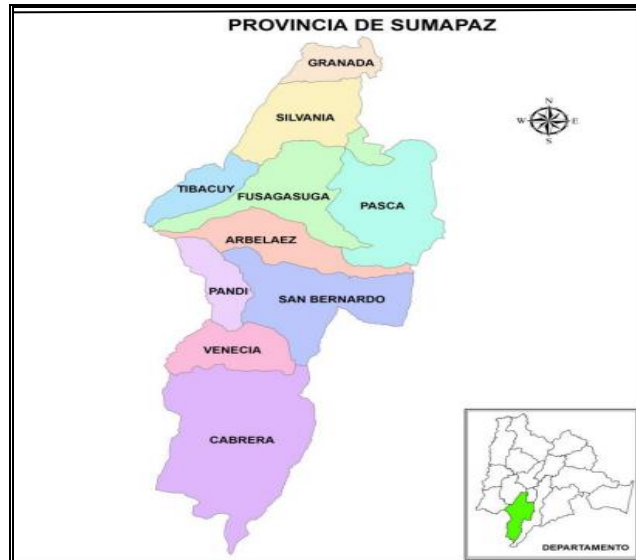 PROVINCIA DE SUMAPAZ
GRANADA
N
W E
S
SILVANIA
TIBACUY
FUSAGASUGA
PASCA
ARBELAEZ
PANDI
SAN BERNARDO
VENECIA
CABRERA
DEPARTAMENTO